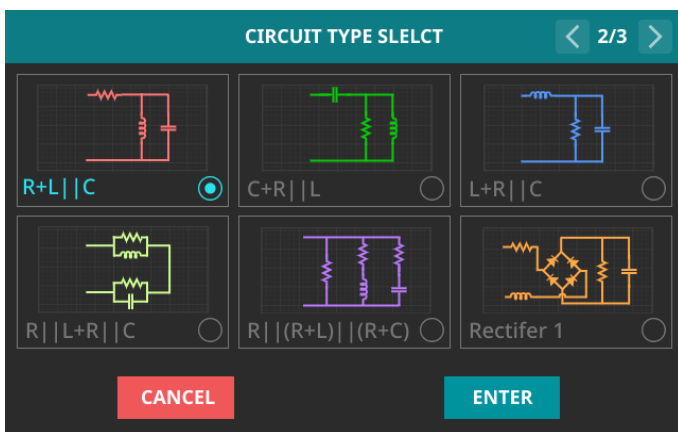 CIRCUIT TYPE SLELCT
2/3
R+L||C
C+R||L
L+R||C
R||L+R||C
R||(R+L)||(R+C)
Rectifer 1
CANCEL
ENTER